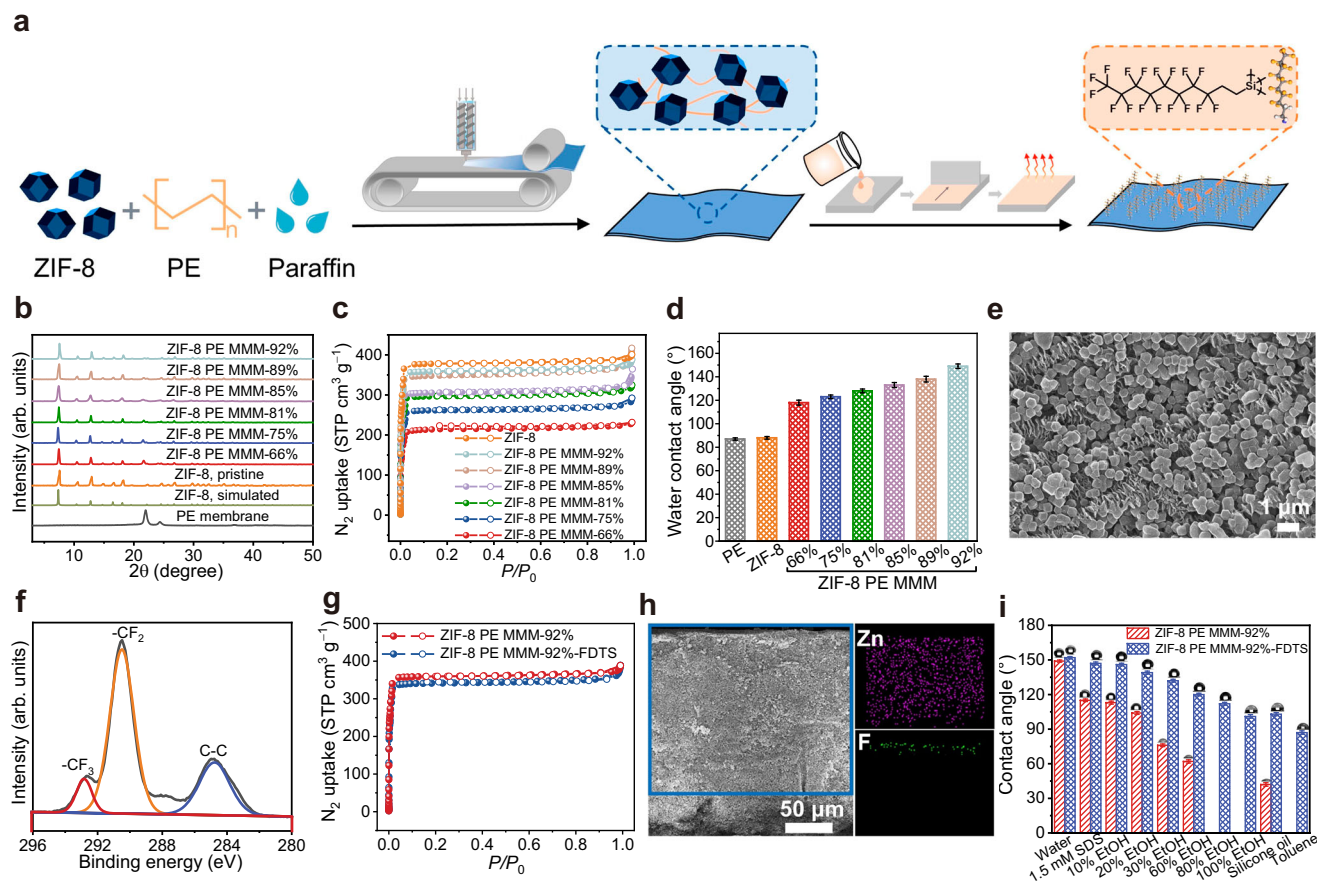 a
F F F F F F F
F
F
Si
F F F F F F F F
n
ZIF-8 + PE + Paraffin
b
Intensity (arb. units)
ZIF-8 PE MMM-92%
ZIF-8 PE MMM-89%
ZIF-8 PE MMM-85%
ZIF-8 PE MMM-81%
ZIF-8 PE MMM-75%
ZIF-8 PE MMM-66%
ZIF-8, pristine
ZIF-8, simulated
PE membrane
10 20 30 40 50
2θ (degree)
c
N2 uptake (STP cm3 g−1)
400
300
200
100
0
ZIF-8
ZIF-8 PE MMM-92%
ZIF-8 PE MMM-89%
ZIF-8 PE MMM-85%
ZIF-8 PE MMM-81%
ZIF-8 PE MMM-75%
ZIF-8 PE MMM-66%
0.0 0.2 0.4 0.6 0.8 1.0
P/P0
d
Water contact angle (°)
160
140
120
100
80
60
40
20
0
PE ZIF-8 66% 75% 81% 85% 89% 92%
ZIF-8 PE MMM
e
1 µm
f
Intensity (arb. units)
-CF2
-CF3
C-C
296 292 288 284 280
Binding energy (eV)
g
N2 uptake (STP cm3 g−1)
500
400
300
200
100
0
ZIF-8 PE MMM-92%
ZIF-8 PE MMM-92%-FDTS
0.0 0.2 0.4 0.6 0.8 1.0
P/P0
h
50 µm
Zn
F
i
Contact angle (°)
180
150
120
90
60
30
0
ZIF-8 PE MMM-92%
ZIF-8 PE MMM-92%-FDTS
Water
1.5 mM SDS
10% EtOH
20% EtOH
30% EtOH
60% EtOH
80% EtOH
100% EtOH
Silicone oil
Toluene